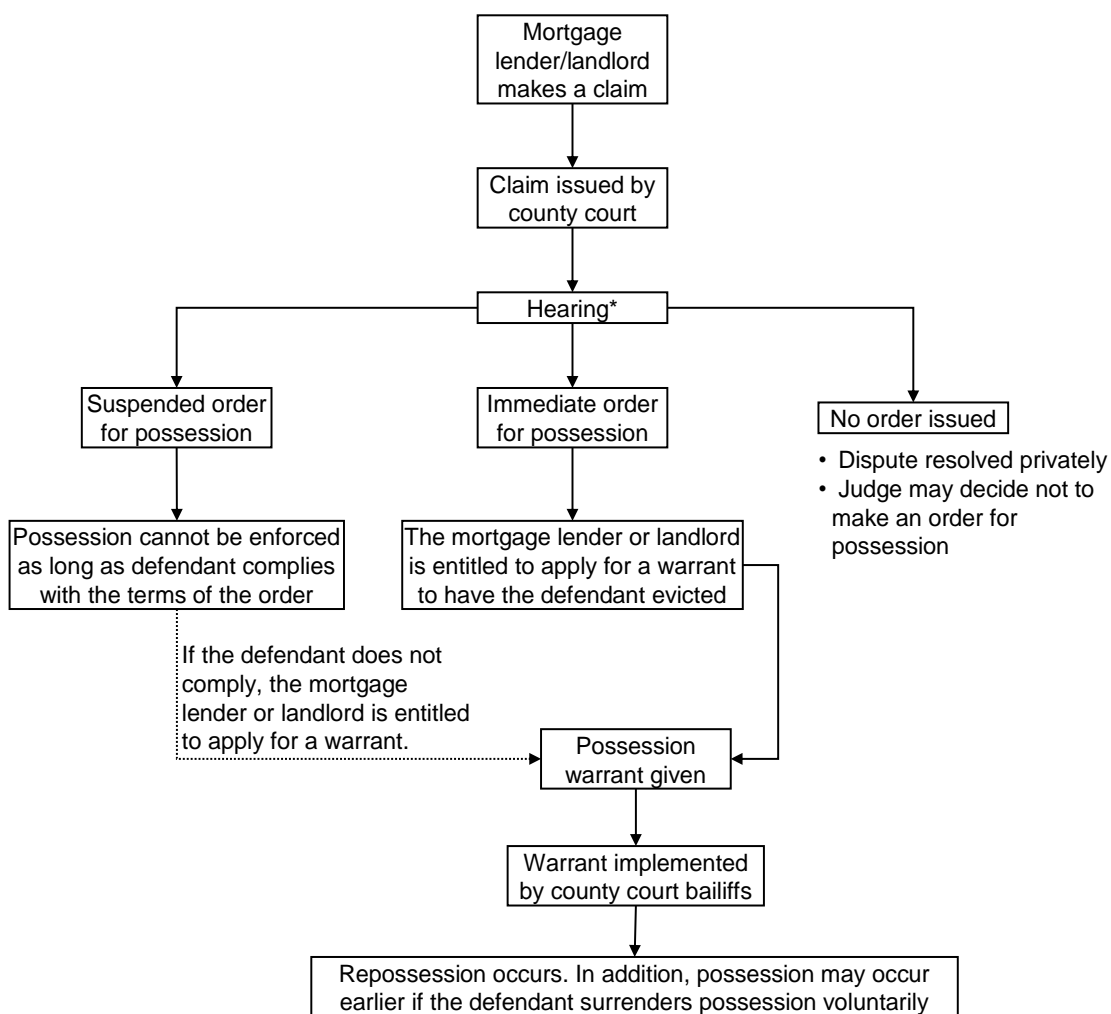 Mortgage
lender/landlord
makes a claim
Claim issued by
county court
Hearing*
Suspended order
for possession
Immediate order
for possession
No order issued
• Dispute resolved privately
• Judge may decide not to
make an order for
possession
Possession cannot be enforced
as long as defendant complies
with the terms of the order
The mortgage lender or landlord
is entitled to apply for a warrant
to have the defendant evicted
If the defendant does not
comply, the mortgage
lender or landlord is entitled
to apply for a warrant.
Possession
warrant given
Warrant implemented
by county court bailiffs
Repossession occurs. In addition, possession may occur
earlier if the defendant surrenders possession voluntarily